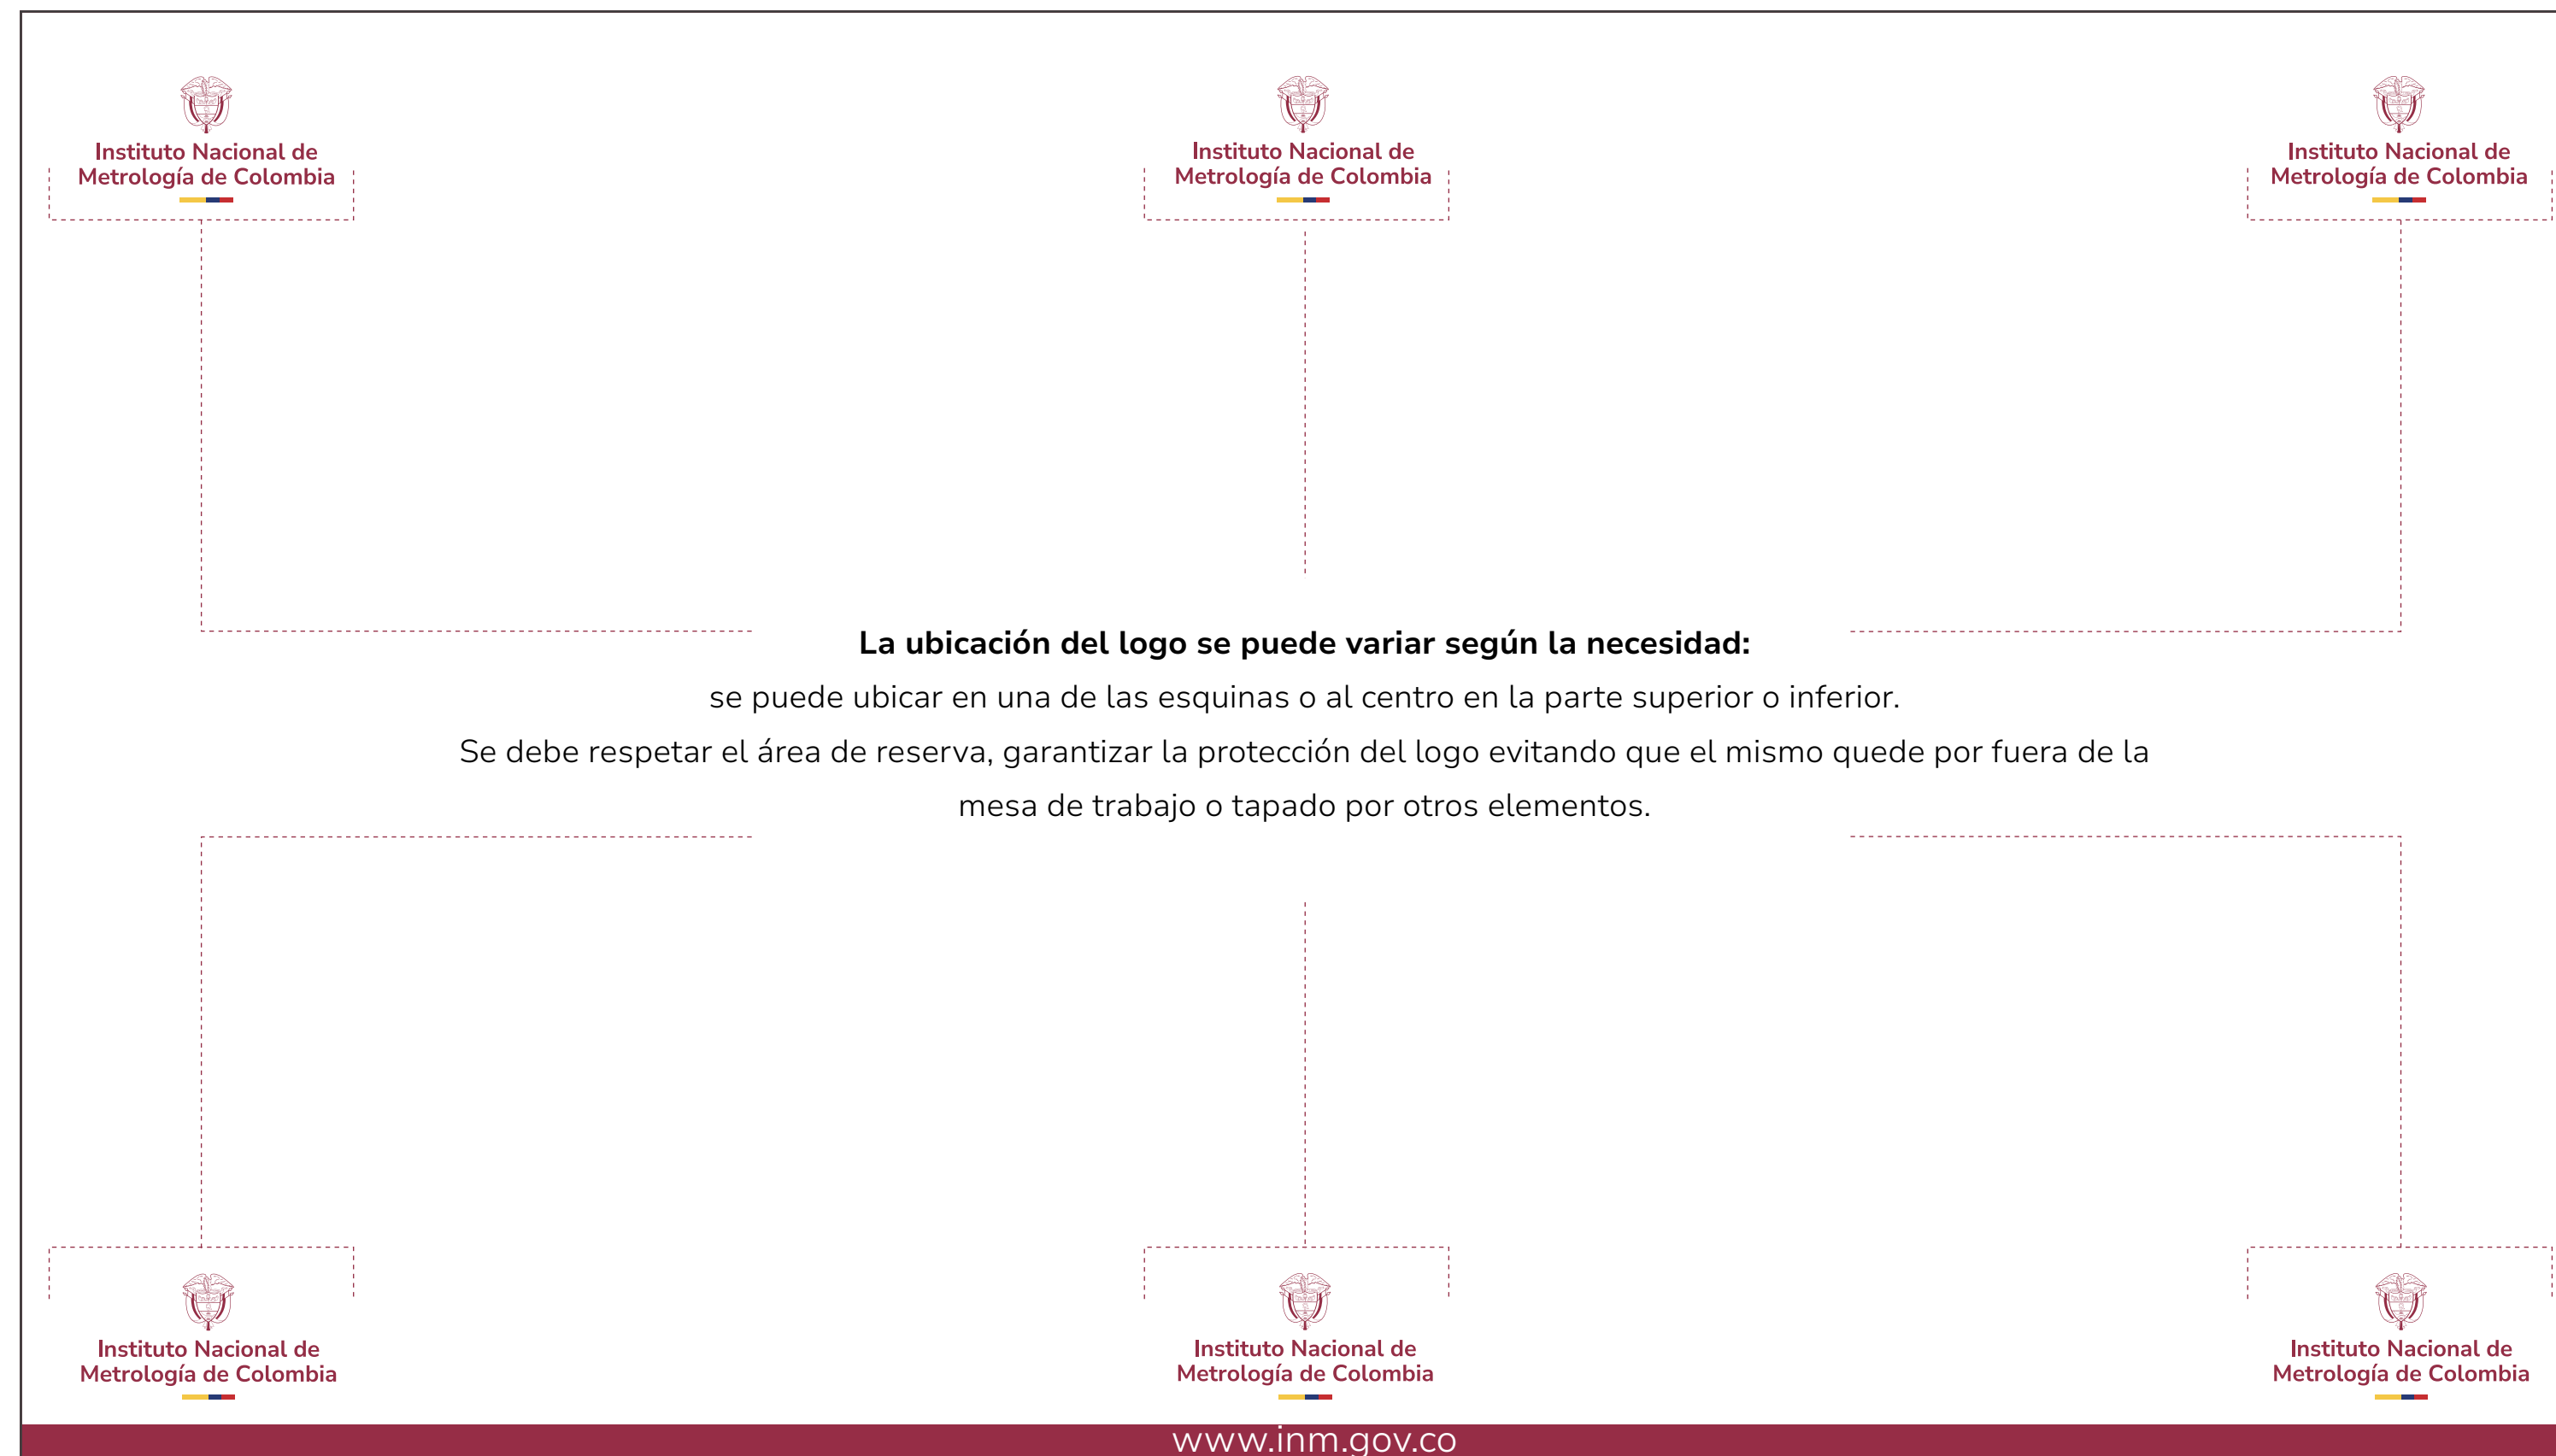 Instituto Nacional de
Metrología de Colombia
Instituto Nacional de
Metrología de Colombia
Instituto Nacional de
Metrología de Colombia
La ubicación del logo se puede variar según la necesidad:
se puede ubicar en una de las esquinas o al centro en la parte superior o inferior.
Se debe respetar el área de reserva, garantizar la protección del logo evitando que el mismo quede por fuera de la
mesa de trabajo o tapado por otros elementos.
Instituto Nacional de
Metrología de Colombia
Instituto Nacional de
Metrología de Colombia
Instituto Nacional de
Metrología de Colombia
www.inm.gov.co